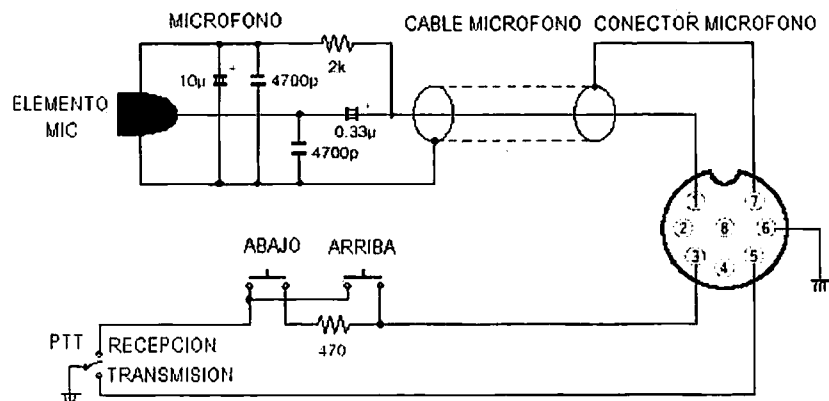 MICROFONO
CABLE MICROFONO
CONECTOR MICROFONO
2k
10µ
+
4700p
ELEMENTO
MIC
+
0.33µ
4700p
1
7
2
8
6
3
5
4
ABAJO
ARRIBA
470
PTT
RECEPCION
TRANSMISION